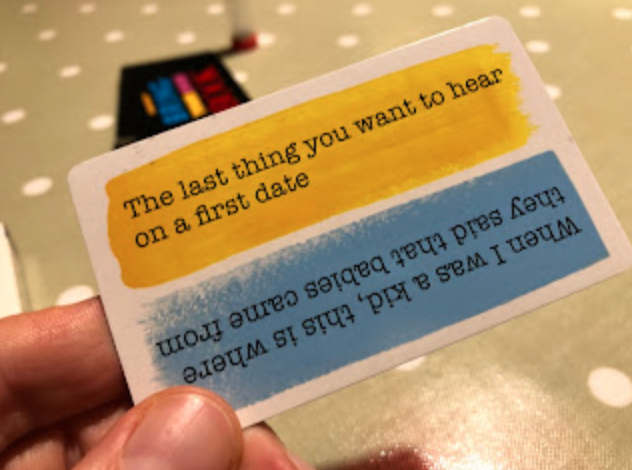 The last thing you want to hear
on a first date
When I was a kid, this is where
they said that babies came from